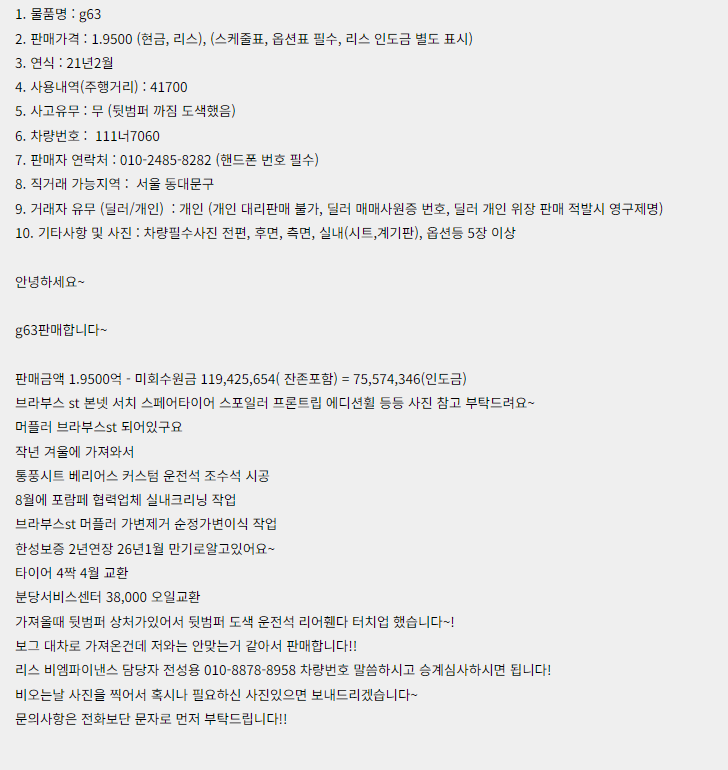 1. 물품명 : g63
2. 판매가격 : 1.9500 (현금, 리스), (스케줄표, 옵션표 필수, 리스 인도금 별도 표시)
3. 연식 : 21년2월
4. 사용내역(주행거리) : 41700
5. 사고유무 : 무 (뒷범퍼 까짐 도색했음)
6. 차량번호 :  111너7060
7. 판매자 연락처 : 010-2485-8282 (핸드폰 번호 필수)
8. 직거래 가능지역 :  서울 동대문구
9. 거래자 유무 (딜러/개인)  : 개인 (개인 대리판매 불가, 딜러 매매사원증 번호, 딜러 개인 위장 판매 적발시 영구제명)
10. 기타사항 및 사진 : 차량필수사진 전편, 후면, 측면, 실내(시트,계기판), 옵션등 5장 이상
안녕하세요~
g63판매합니다~
판매금액 1.9500억 - 미회수원금 119,425,654( 잔존포함) = 75,574,346(인도금)
브라부스 st 본넷 서치 스페어타이어 스포일러 프론트립 에디션휠 등등 사진 참고 부탁드려요~
머플러 브라부스st 되어있구요
작년 겨울에 가져와서
통풍시트 베리어스 커스텀 운전석 조수석 시공
8월에 포람페 협력업체 실내크리닝 작업
브라부스st 머플러 가변제거 순정가변이식 작업
한성보증 2년연장 26년1월 만기로알고있어요~
타이어 4짝 4월 교환
분당서비스센터 38,000 오일교환
가져올때 뒷범퍼 상처가있어서 뒷범퍼 도색 운전석 리어휀다 터치업 했습니다~!
보그 대차로 가져온건데 저와는 안맞는거 같아서 판매합니다!!
리스 비엠파이낸스 담당자 전성용 010-8878-8958 차량번호 말씀하시고 승계심사하시면 됩니다!
비오는날 사진을 찍어서 혹시나 필요하신 사진있으면 보내드리겠습니다~
문의사항은 전화보단 문자로 먼저 부탁드립니다!!